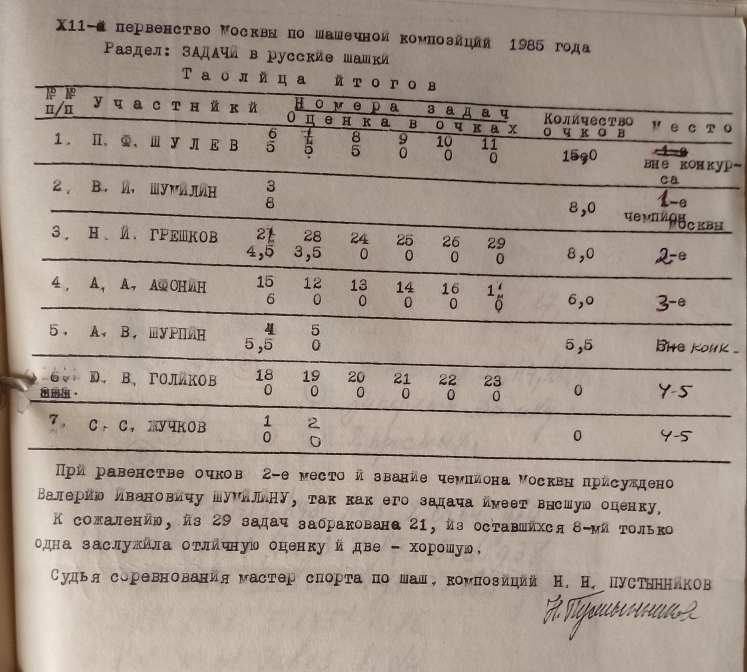 X11-й первенство Москвы по шашечной композиций 1985 года
Раздел: ЗАДАЧИ в русские шашки
Таблица итогов
№№ п/п Участники Номера задач Количество очков Место
Оценка в очках
1. П. Ф. ШУЛЕВ 6 7 8 9 10 11 1-е
5 5 5 0 0 0 15,0 вне конкур-
са
2. В. И. ШУМИЛИН 3 1-е
8 8,0 чемпион
Москвы
3. Н. И. ГРЕШКОВ 27 28 24 25 26 29
4,5 3,5 0 0 0 0 8,0 2-е
4. А. А. АФОНИН 15 12 13 14 16 17
6 0 0 0 0 0 6,0 3-е
5. А. В. ШУРПИН 4 5
5,5 0 5,5 Вне конк.
6. Ю. В. ГОЛИКОВ 18 19 20 21 22 23
0 0 0 0 0 0 0 4-5
7. С. С. ЖУЧКОВ 1 2
0 0 0 4-5
При равенстве очков 2-е место и звание чемпиона Москвы присуждено
Валерию Ивановичу ШУМИЛИНУ, так как его задача имеет высшую оценку.
К сожалению, из 29 задач забракована 21, из оставшихся 8-ми только
одна заслужила отличную оценку и две - хорошую.
Судья соревнования мастер спорта по шаш. композиций Н. Н. ПУСТЫННИКОВ
Н. Пустынников